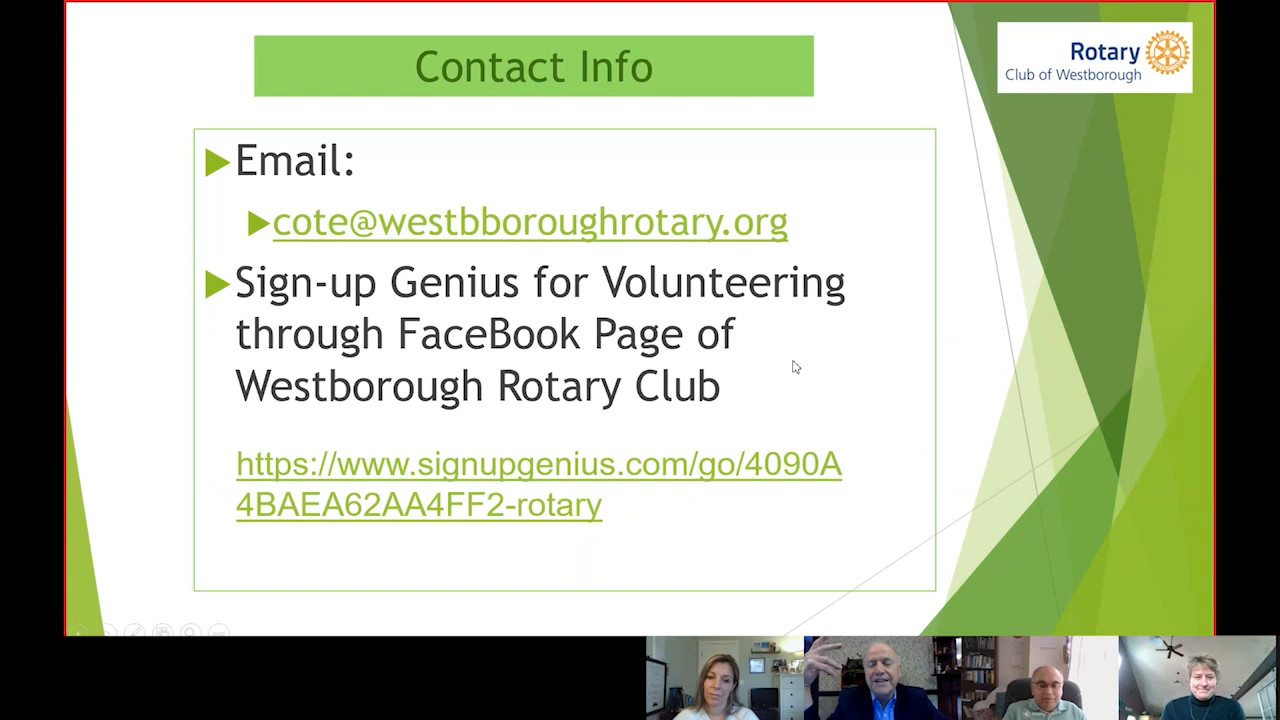 Contact Info
Rotary
Club of Westborough
Email:
cote@westbboroughrotary.org
Sign-up Genius for Volunteering
through FaceBook Page of
Westborough Rotary Club
https://www.signupgenius.com/go/4090A
4BAEA62AA4FF2-rotary